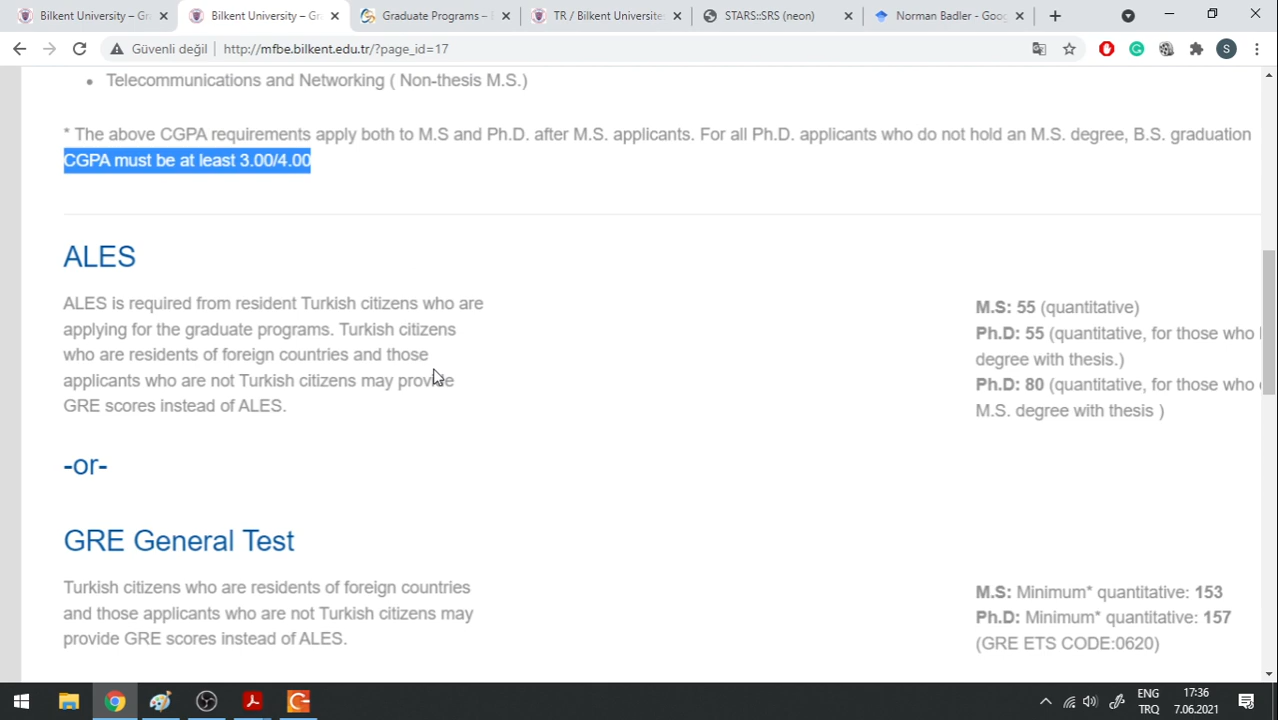 Bilkent University – Gr
Bilkent University – Gra
Graduate Programs – B
TR / Bilkent Üniversite
STARS::SRS (neon)
Norman Badler - Goog
Güvenli değil
http://mfbe.bilkent.edu.tr/?page_id=17
S
Telecommunications and Networking ( Non-thesis M.S.)
* The above CGPA requirements apply both to M.S and Ph.D. after M.S. applicants. For all Ph.D. applicants who do not hold an M.S. degree, B.S. graduation
CGPA must be at least 3.00/4.00
ALES
ALES is required from resident Turkish citizens who are
applying for the graduate programs. Turkish citizens
who are residents of foreign countries and those
applicants who are not Turkish citizens may provide
GRE scores instead of ALES.
M.S: 55 (quantitative)
Ph.D: 55 (quantitative, for those who
degree with thesis.)
Ph.D: 80 (quantitative, for those who
M.S. degree with thesis )
-or-
GRE General Test
Turkish citizens who are residents of foreign countries
and those applicants who are not Turkish citizens may
provide GRE scores instead of ALES.
M.S: Minimum* quantitative: 153
Ph.D: Minimum* quantitative: 157
(GRE ETS CODE:0620)
ENG
TRQ
17:36
7.06.2021